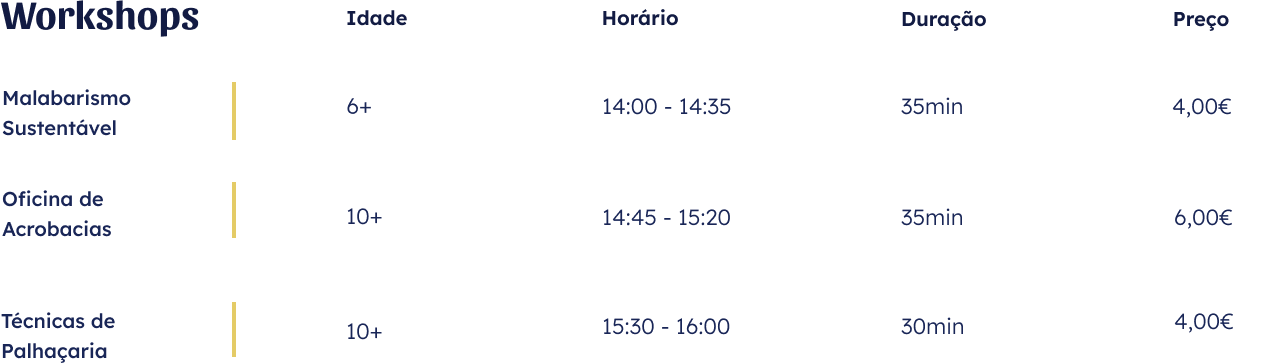 Workshops Idade Horário Duração Preço
Malabarismo
Sustentável
6+ 14:00 - 14:35 35min 4,00€
Oficina de
Acrobacias
10+ 14:45 - 15:20 35min 6,00€
Técnicas de
Palhaçaria
10+ 15:30 - 16:00 30min 4,00€